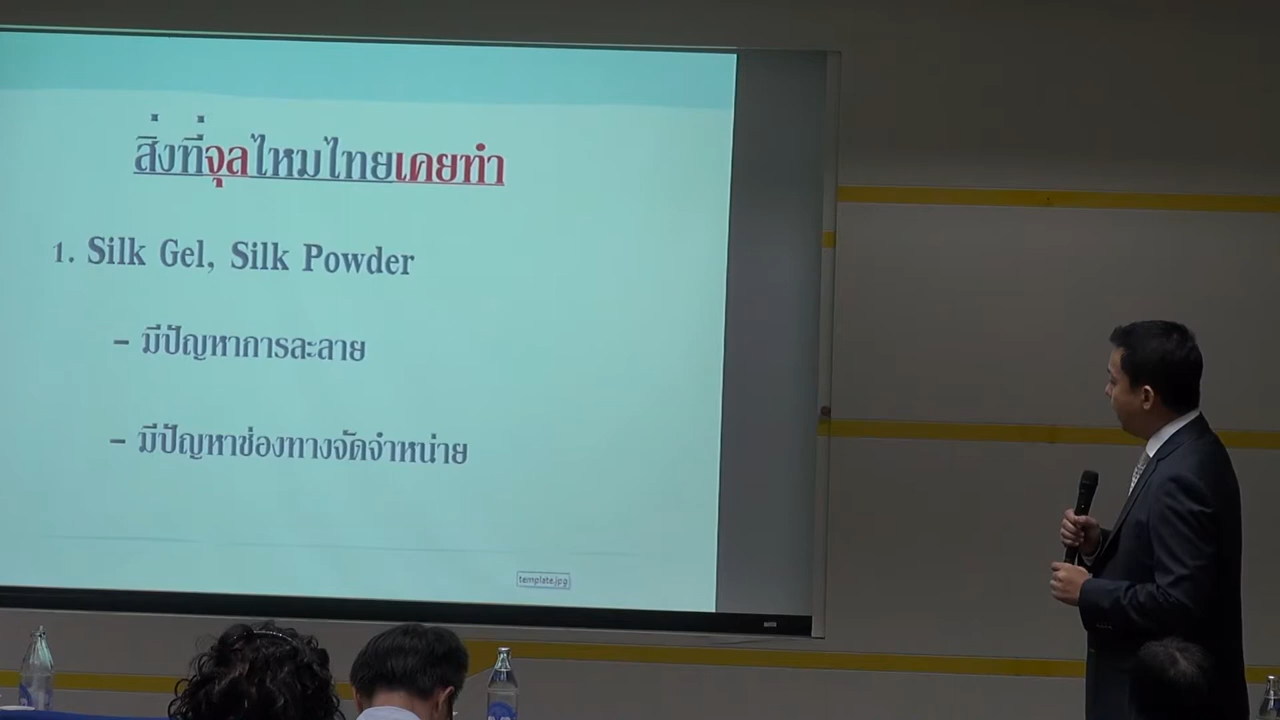 สิ่งที่จุลไหมไทยเคยทำ
1. Silk Gel, Silk Powder
– มีปัญหาการละลาย
– มีปัญหาช่องทางจัดจำหน่าย
template.jpg